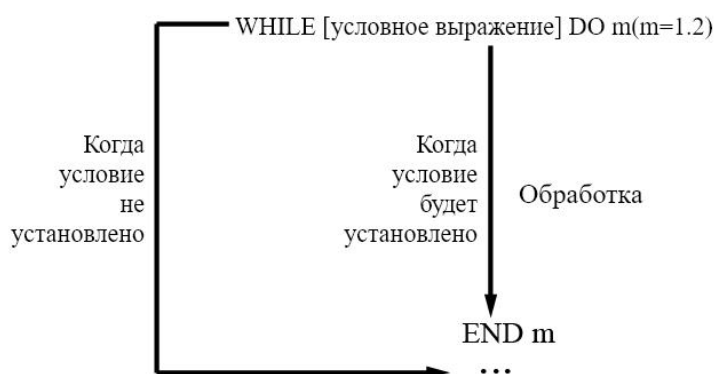 WHILE [условное выражение] DO m(m=1.2)
Когда
условие
не
установлено
Когда
условие
будет
установлено
Обработка
END m
...